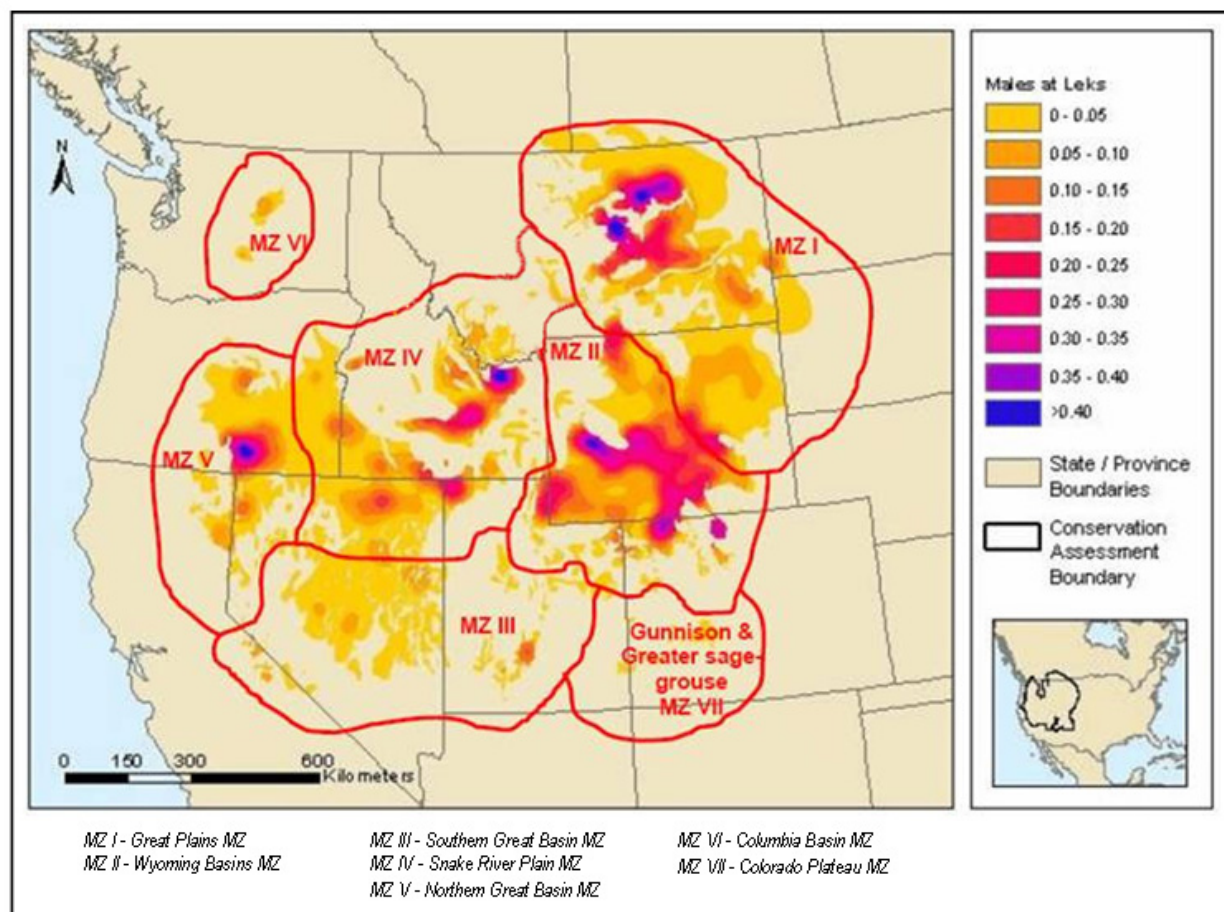 N
MZ VI
MZ I
MZ IV
MZ II
MZ V
MZ III
Gunnison &
Greater sage-
grouse
MZ VII
0 150 300 600
Kilometers
Males at Leks
0 - 0.05
0.05 - 0.10
0.10 - 0.15
0.15 - 0.20
0.20 - 0.25
0.25 - 0.30
0.30 - 0.35
0.35 - 0.40
>0.40
State / Province
Boundaries
Conservation
Assessment
Boundary
MZ I - Great Plains MZ
MZ II - Wyoming Basins MZ
MZ III - Southern Great Basin MZ
MZ IV - Snake River Plain MZ
MZ V - Northern Great Basin MZ
MZ VI - Columbia Basin MZ
MZ VII - Colorado Plateau MZ